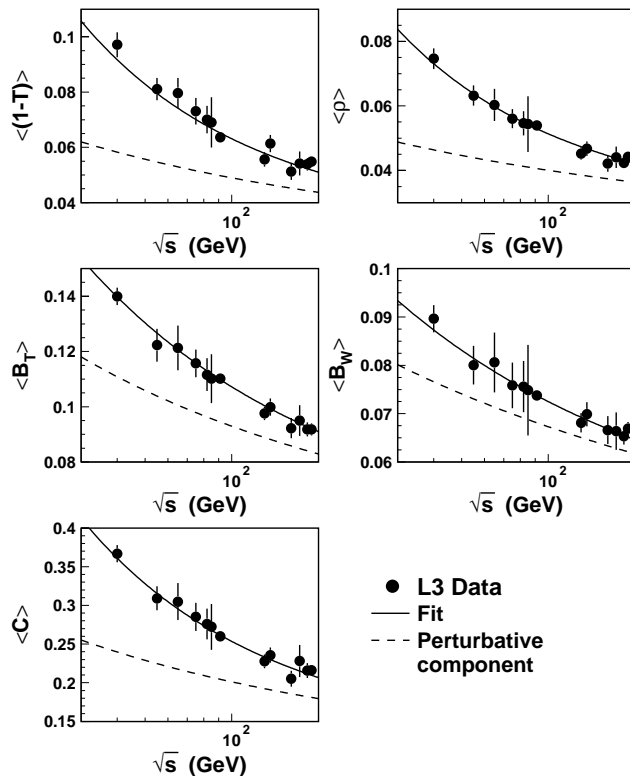 <(1-T)>
0.1
0.08
0.06
0.04
10²
√s (GeV)
<ρ>
0.08
0.06
0.04
10²
√s (GeV)
<B_T>
0.14
0.12
0.1
0.08
10²
√s (GeV)
<B_W>
0.1
0.09
0.08
0.07
0.06
10²
√s (GeV)
<C>
0.4
0.35
0.3
0.25
0.2
0.15
10²
√s (GeV)
L3 Data
Fit
Perturbative
component